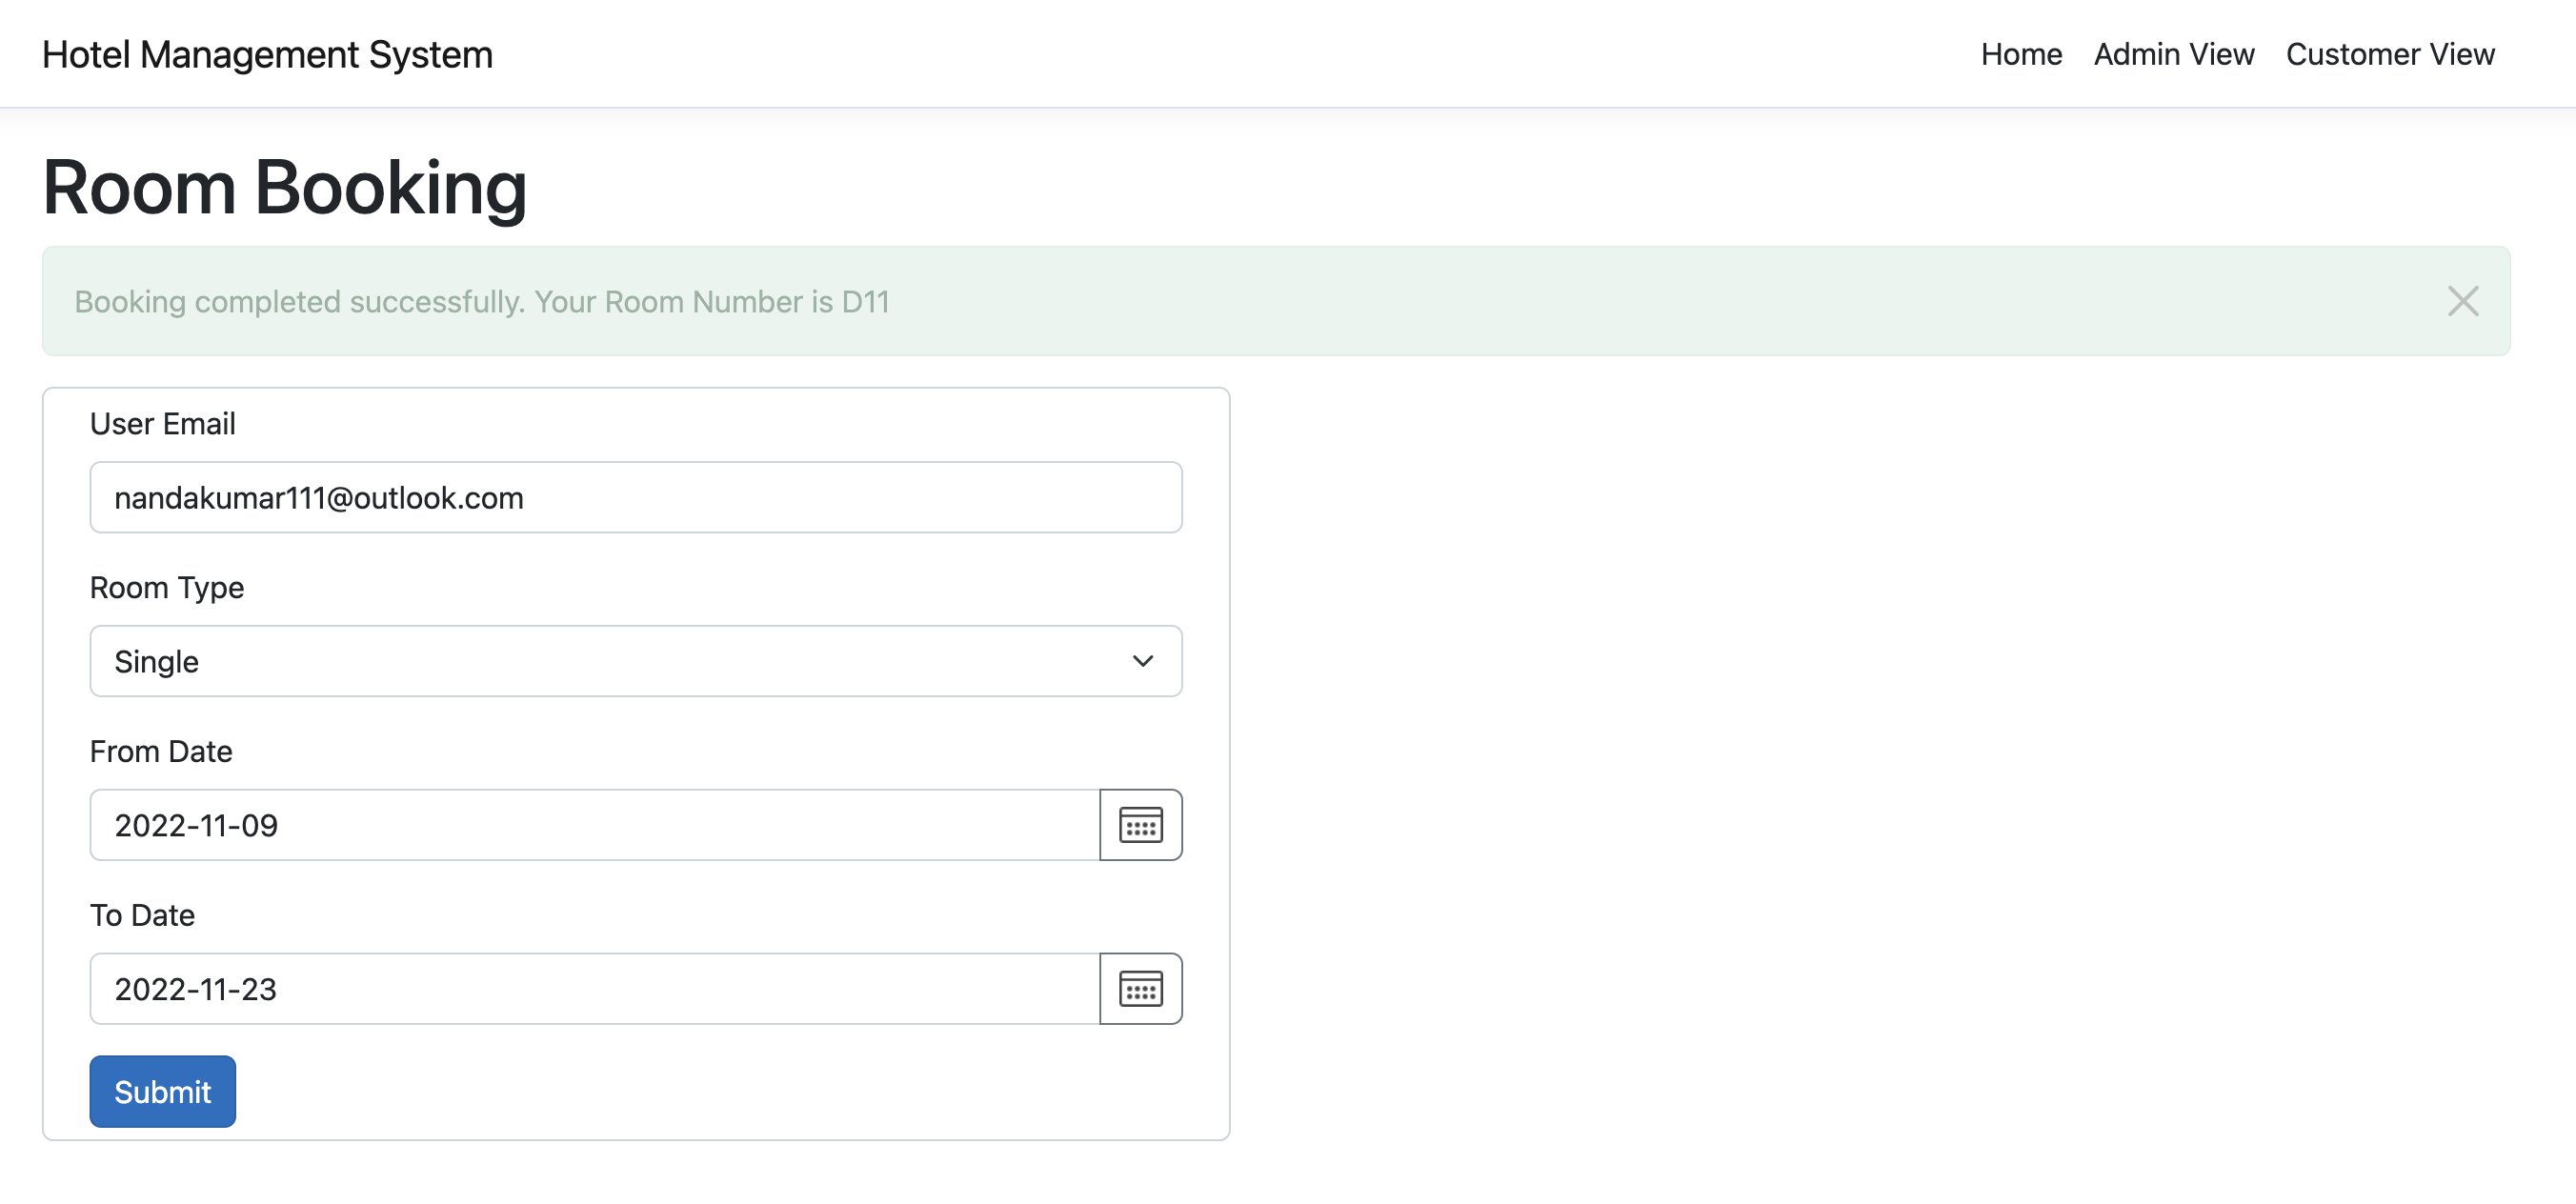 Hotel Management System
Home Admin View Customer View
Room Booking
Booking completed successfully. Your Room Number is D11
User Email
nandakumar111@outlook.com
Room Type
Single
From Date
2022-11-09
To Date
2022-11-23
Submit